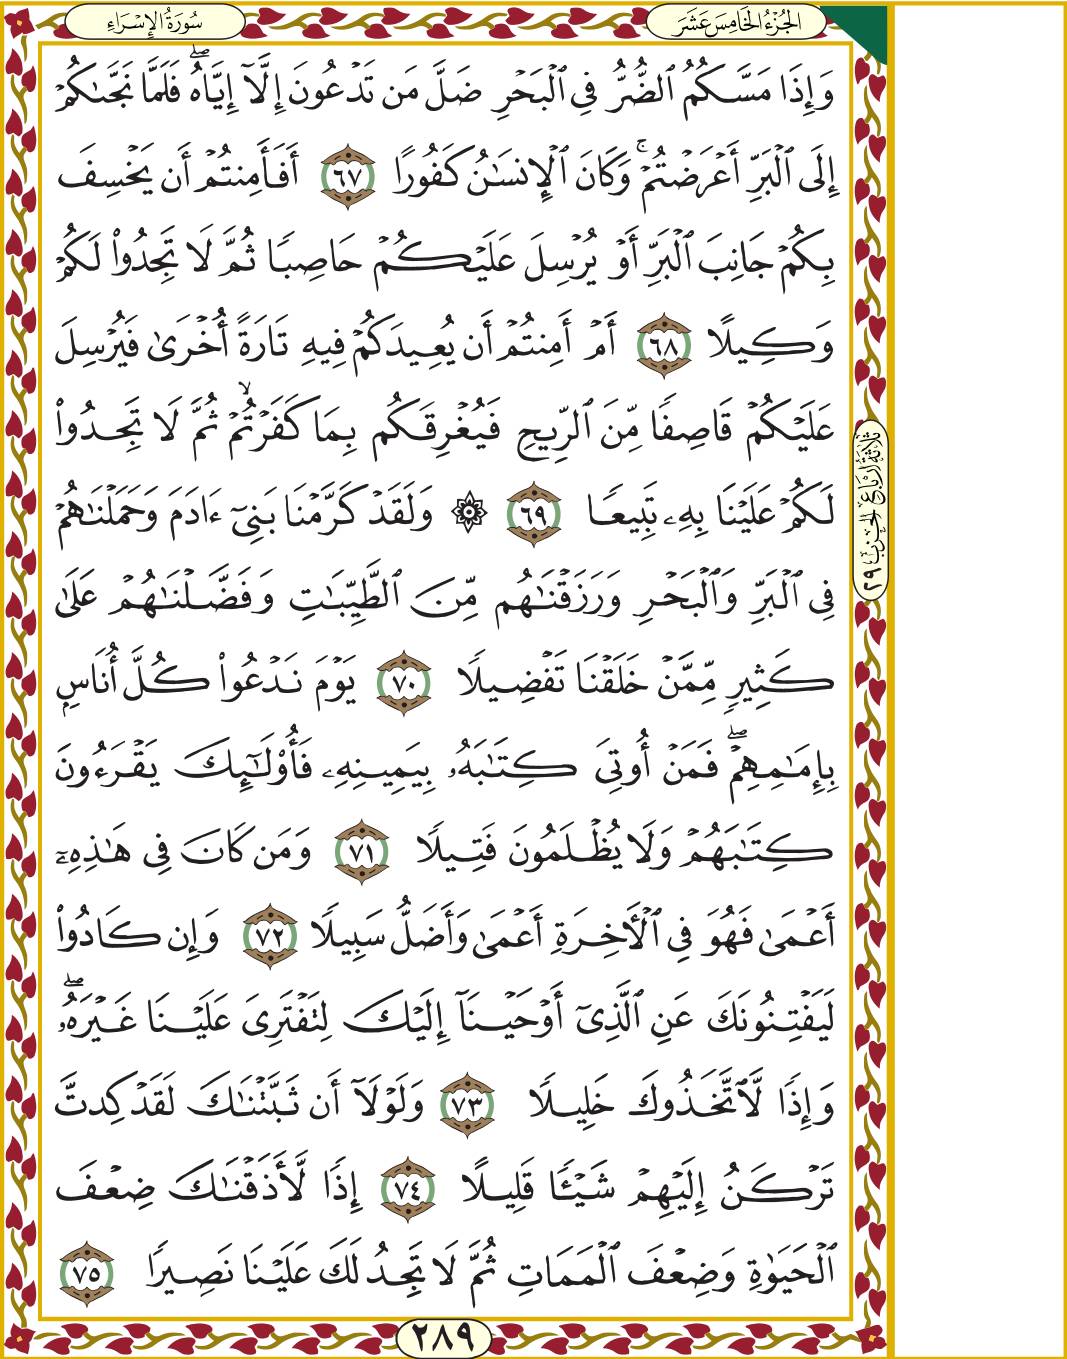 سُورَةُ الإِسْرَاءِ
الجُزْءُ الخَامِسَ عَشَرَ
وَإِذَا مَسَّكُمُ ٱلضُّرُّ فِي ٱلْبَحْرِ ضَلَّ مَن تَدْعُونَ إِلَّآ إِيَّاهُۖ فَلَمَّا نَجَّىٰكُمْ
إِلَى ٱلْبَرِّ أَعْرَضْتُمْۚ وَكَانَ ٱلْإِنسَٰنُ كَفُورًا ٦٧ أَفَأَمِنتُمْ أَن يَخْسِفَ
بِكُمْ جَانِبَ ٱلْبَرِّ أَوْ يُرْسِلَ عَلَيْكُمْ حَاصِبًا ثُمَّ لَا تَجِدُوا۟ لَكُمْ
وَكِيلًا ٦٨ أَمْ أَمِنتُمْ أَن يُعِيدَكُمْ فِيهِ تَارَةً أُخْرَىٰ فَيُرْسِلَ
عَلَيْكُمْ قَاصِفًا مِّنَ ٱلرِّيحِ فَيُغْرِقَكُم بِمَا كَفَرْتُمْۙ ثُمَّ لَا تَجِدُوا۟
لَكُمْ عَلَيْنَا بِهِۦ تَبِيعًا ٦٩ ۞ وَلَقَدْ كَرَّمْنَا بَنِىٓ ءَادَمَ وَحَمَلْنَٰهُمْ
فِي ٱلْبَرِّ وَٱلْبَحْرِ وَرَزَقْنَٰهُم مِّنَ ٱلطَّيِّبَٰتِ وَفَضَّلْنَٰهُمْ عَلَىٰ
كَثِيرٍ مِّمَّنْ خَلَقْنَا تَفْضِيلًا ٧٠ يَوْمَ نَدْعُوا۟ كُلَّ أُنَاسٍۭ
بِإِمَٰمِهِمْۖ فَمَنْ أُوتِيَ كِتَٰبَهُۥ بِيَمِينِهِۦ فَأُو۟لَٰٓئِكَ يَقْرَءُونَ
كِتَٰبَهُمْ وَلَا يُظْلَمُونَ فَتِيلًا ٧١ وَمَن كَانَ فِي هَٰذِهِۦٓ
أَعْمَىٰ فَهُوَ فِي ٱلْأَخِرَةِ أَعْمَىٰ وَأَضَلُّ سَبِيلًا ٧٢ وَإِن كَادُوا۟
لَيَفْتِنُونَكَ عَنِ ٱلَّذِىٓ أَوْحَيْنَآ إِلَيْكَ لِتَفْتَرِىَ عَلَيْنَا غَيْرَهُۥۖ
وَإِذًا لَّٱتَّخَذُوكَ خَلِيلًا ٧٣ وَلَوْلَآ أَن ثَبَّتْنَٰكَ لَقَدْ كِدتَّ
تَرْكَنُ إِلَيْهِمْ شَيْـًٔا قَلِيلًا ٧٤ إِذًا لَّأَذَقْنَٰكَ ضِعْفَ
ٱلْحَيَوٰةِ وَضِعْفَ ٱلْمَمَاتِ ثُمَّ لَا تَجِدُ لَكَ عَلَيْنَا نَصِيرًا ٧٥
ثَلَاثَةُ أَرْبَاعِ الحِزْبِ ٢٩
٢٨٩